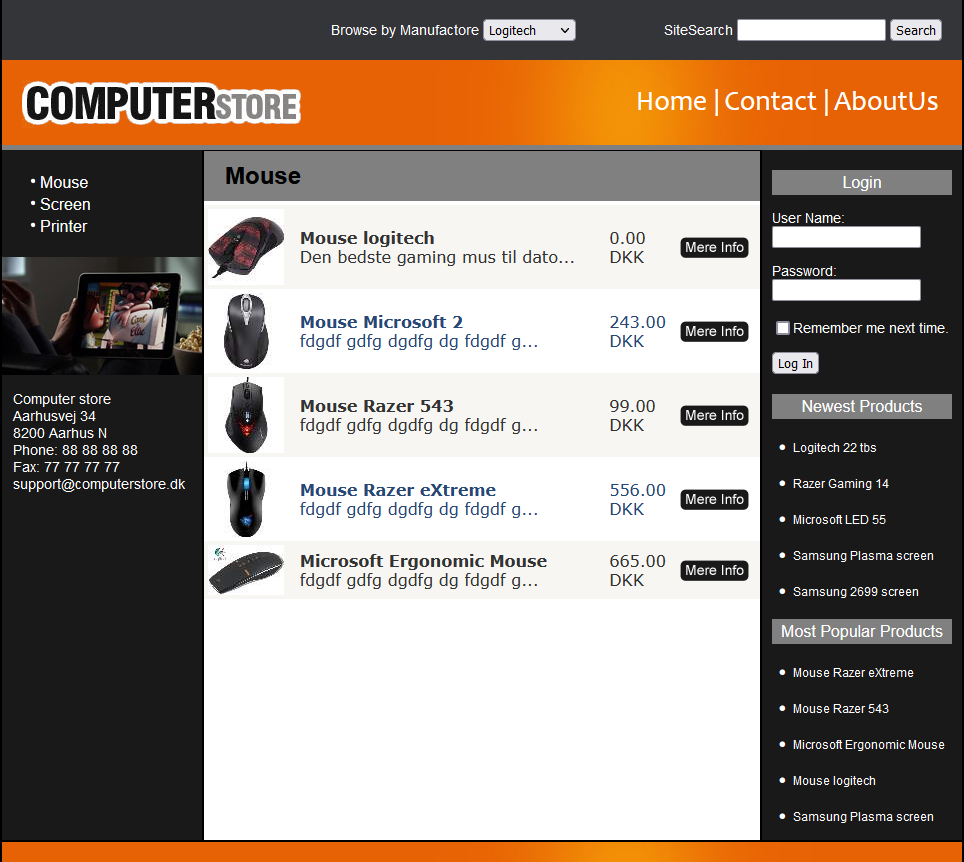 Browse by Manufactore Logitech SiteSearch Search
COMPUTERSTORE
Home | Contact | AboutUs
• Mouse
• Screen
• Printer
Computer store
Aarhusvej 34
8200 Aarhus N
Phone: 88 88 88 88
Fax: 77 77 77 77
support@computerstore.dk
Mouse
Mouse logitech
Den bedste gaming mus til dato...
0.00
DKK
Mere Info
Mouse Microsoft 2
fdgdf gdfg dgdfg dg fdgdf g...
243.00
DKK
Mere Info
Mouse Razer 543
fdgdf gdfg dgdfg dg fdgdf g...
99.00
DKK
Mere Info
Mouse Razer eXtreme
fdgdf gdfg dgdfg dg fdgdf g...
556.00
DKK
Mere Info
Microsoft Ergonomic Mouse
fdgdf gdfg dgdfg dg fdgdf g...
665.00
DKK
Mere Info
Login
User Name:
Password:
Remember me next time.
Log In
Newest Products
• Logitech 22 tbs
• Razer Gaming 14
• Microsoft LED 55
• Samsung Plasma screen
• Samsung 2699 screen
Most Popular Products
• Mouse Razer eXtreme
• Mouse Razer 543
• Microsoft Ergonomic Mouse
• Mouse logitech
• Samsung Plasma screen